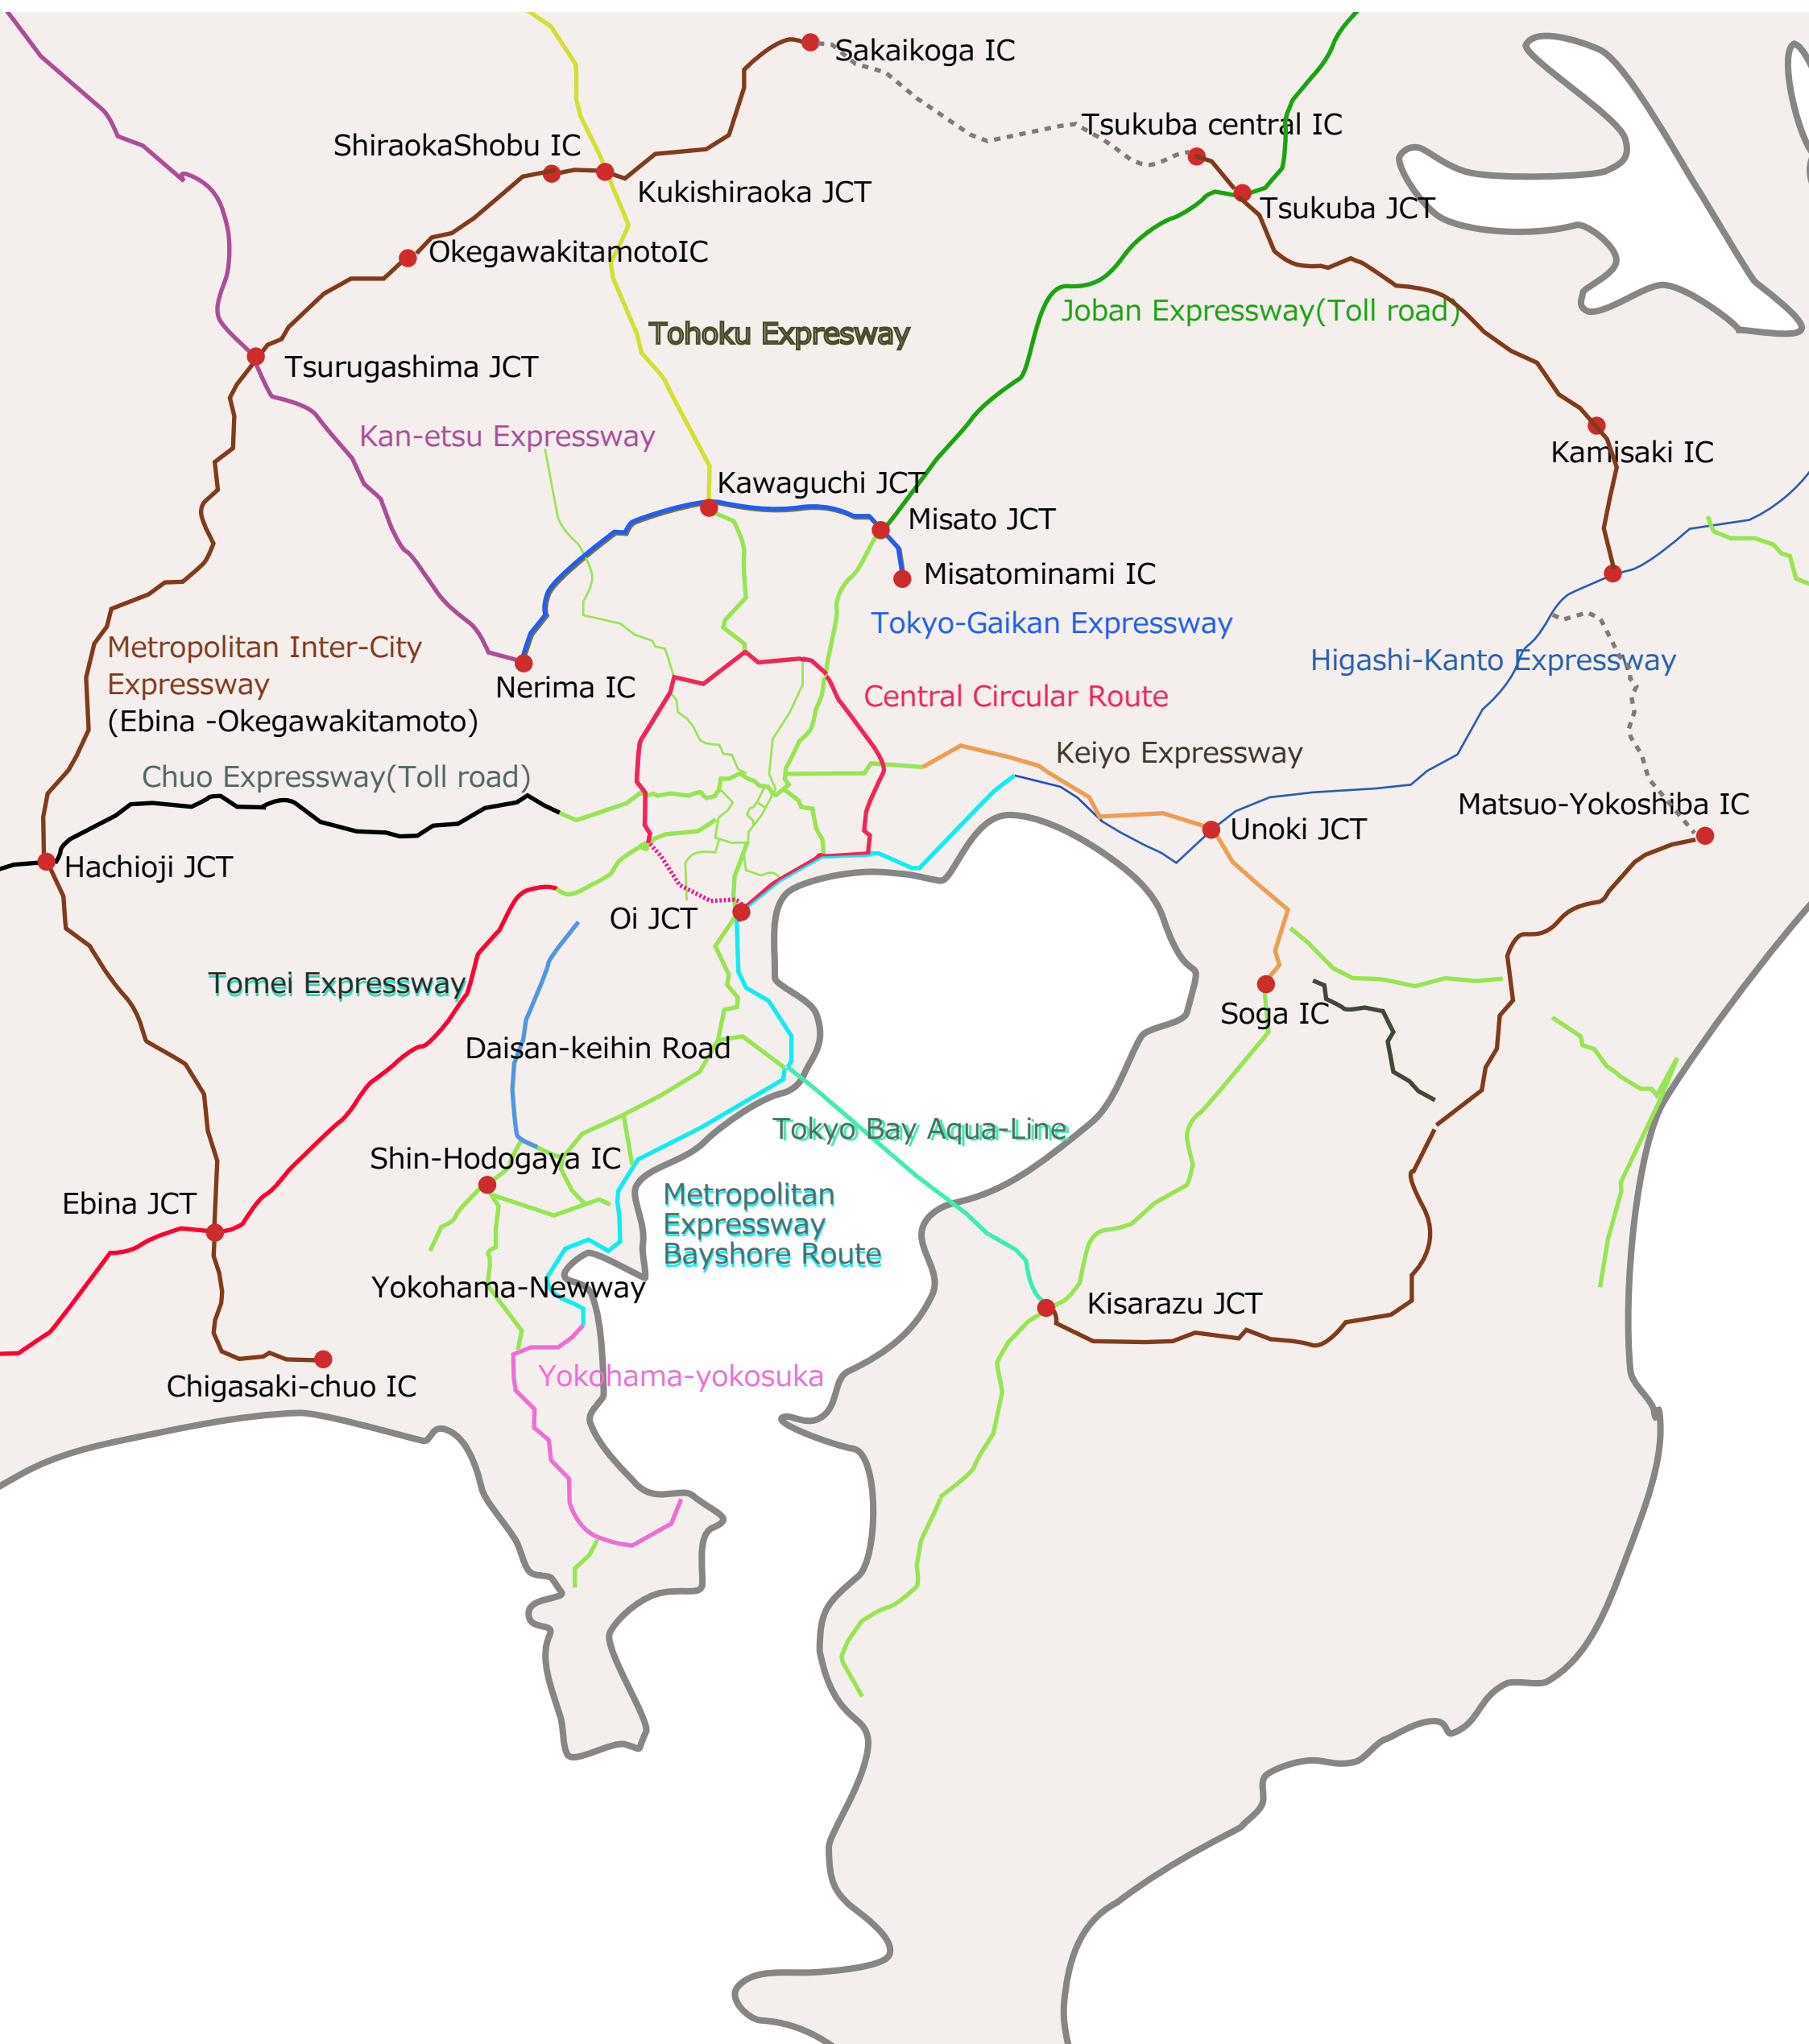 Sakaikoga IC
Tsukuba central IC
ShiraokaShobu IC
Kukishiraoka JCT
Tsukuba JCT
OkegawakitamotoIC
Joban Expressway(Toll road)
Tohoku Expresway
Tsurugashima JCT
Kan-etsu Expressway
Kamisaki IC
Kawaguchi JCT
Misato JCT
Misatominami IC
Tokyo-Gaikan Expressway
Metropolitan Inter-City
Expressway
(Ebina -Okegawakitamoto)
Higashi-Kanto Expressway
Nerima IC
Central Circular Route
Keiyo Expressway
Chuo Expressway(Toll road)
Matsuo-Yokoshiba IC
Unoki JCT
Hachioji JCT
Oi JCT
Tomei Expressway
Soga IC
Daisan-keihin Road
Tokyo Bay Aqua-Line
Shin-Hodogaya IC
Metropolitan
Expressway
Bayshore Route
Ebina JCT
Yokohama-Newway
Kisarazu JCT
Yokohama-yokosuka
Chigasaki-chuo IC